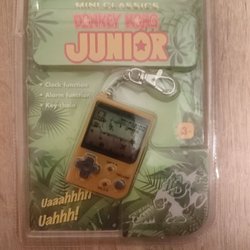 MINI CLASSICS
DONKEY KONG
JUNIOR
• Clock function
• Alarm function
• Key chain
Uaaahhhh
Uahhh!
3+